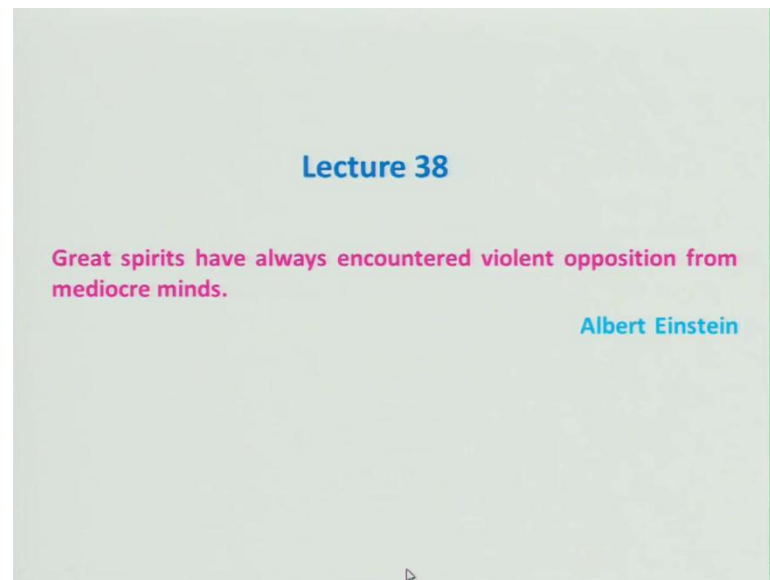 Lecture 38
Great spirits have always encountered violent opposition from
mediocre minds.
Albert Einstein